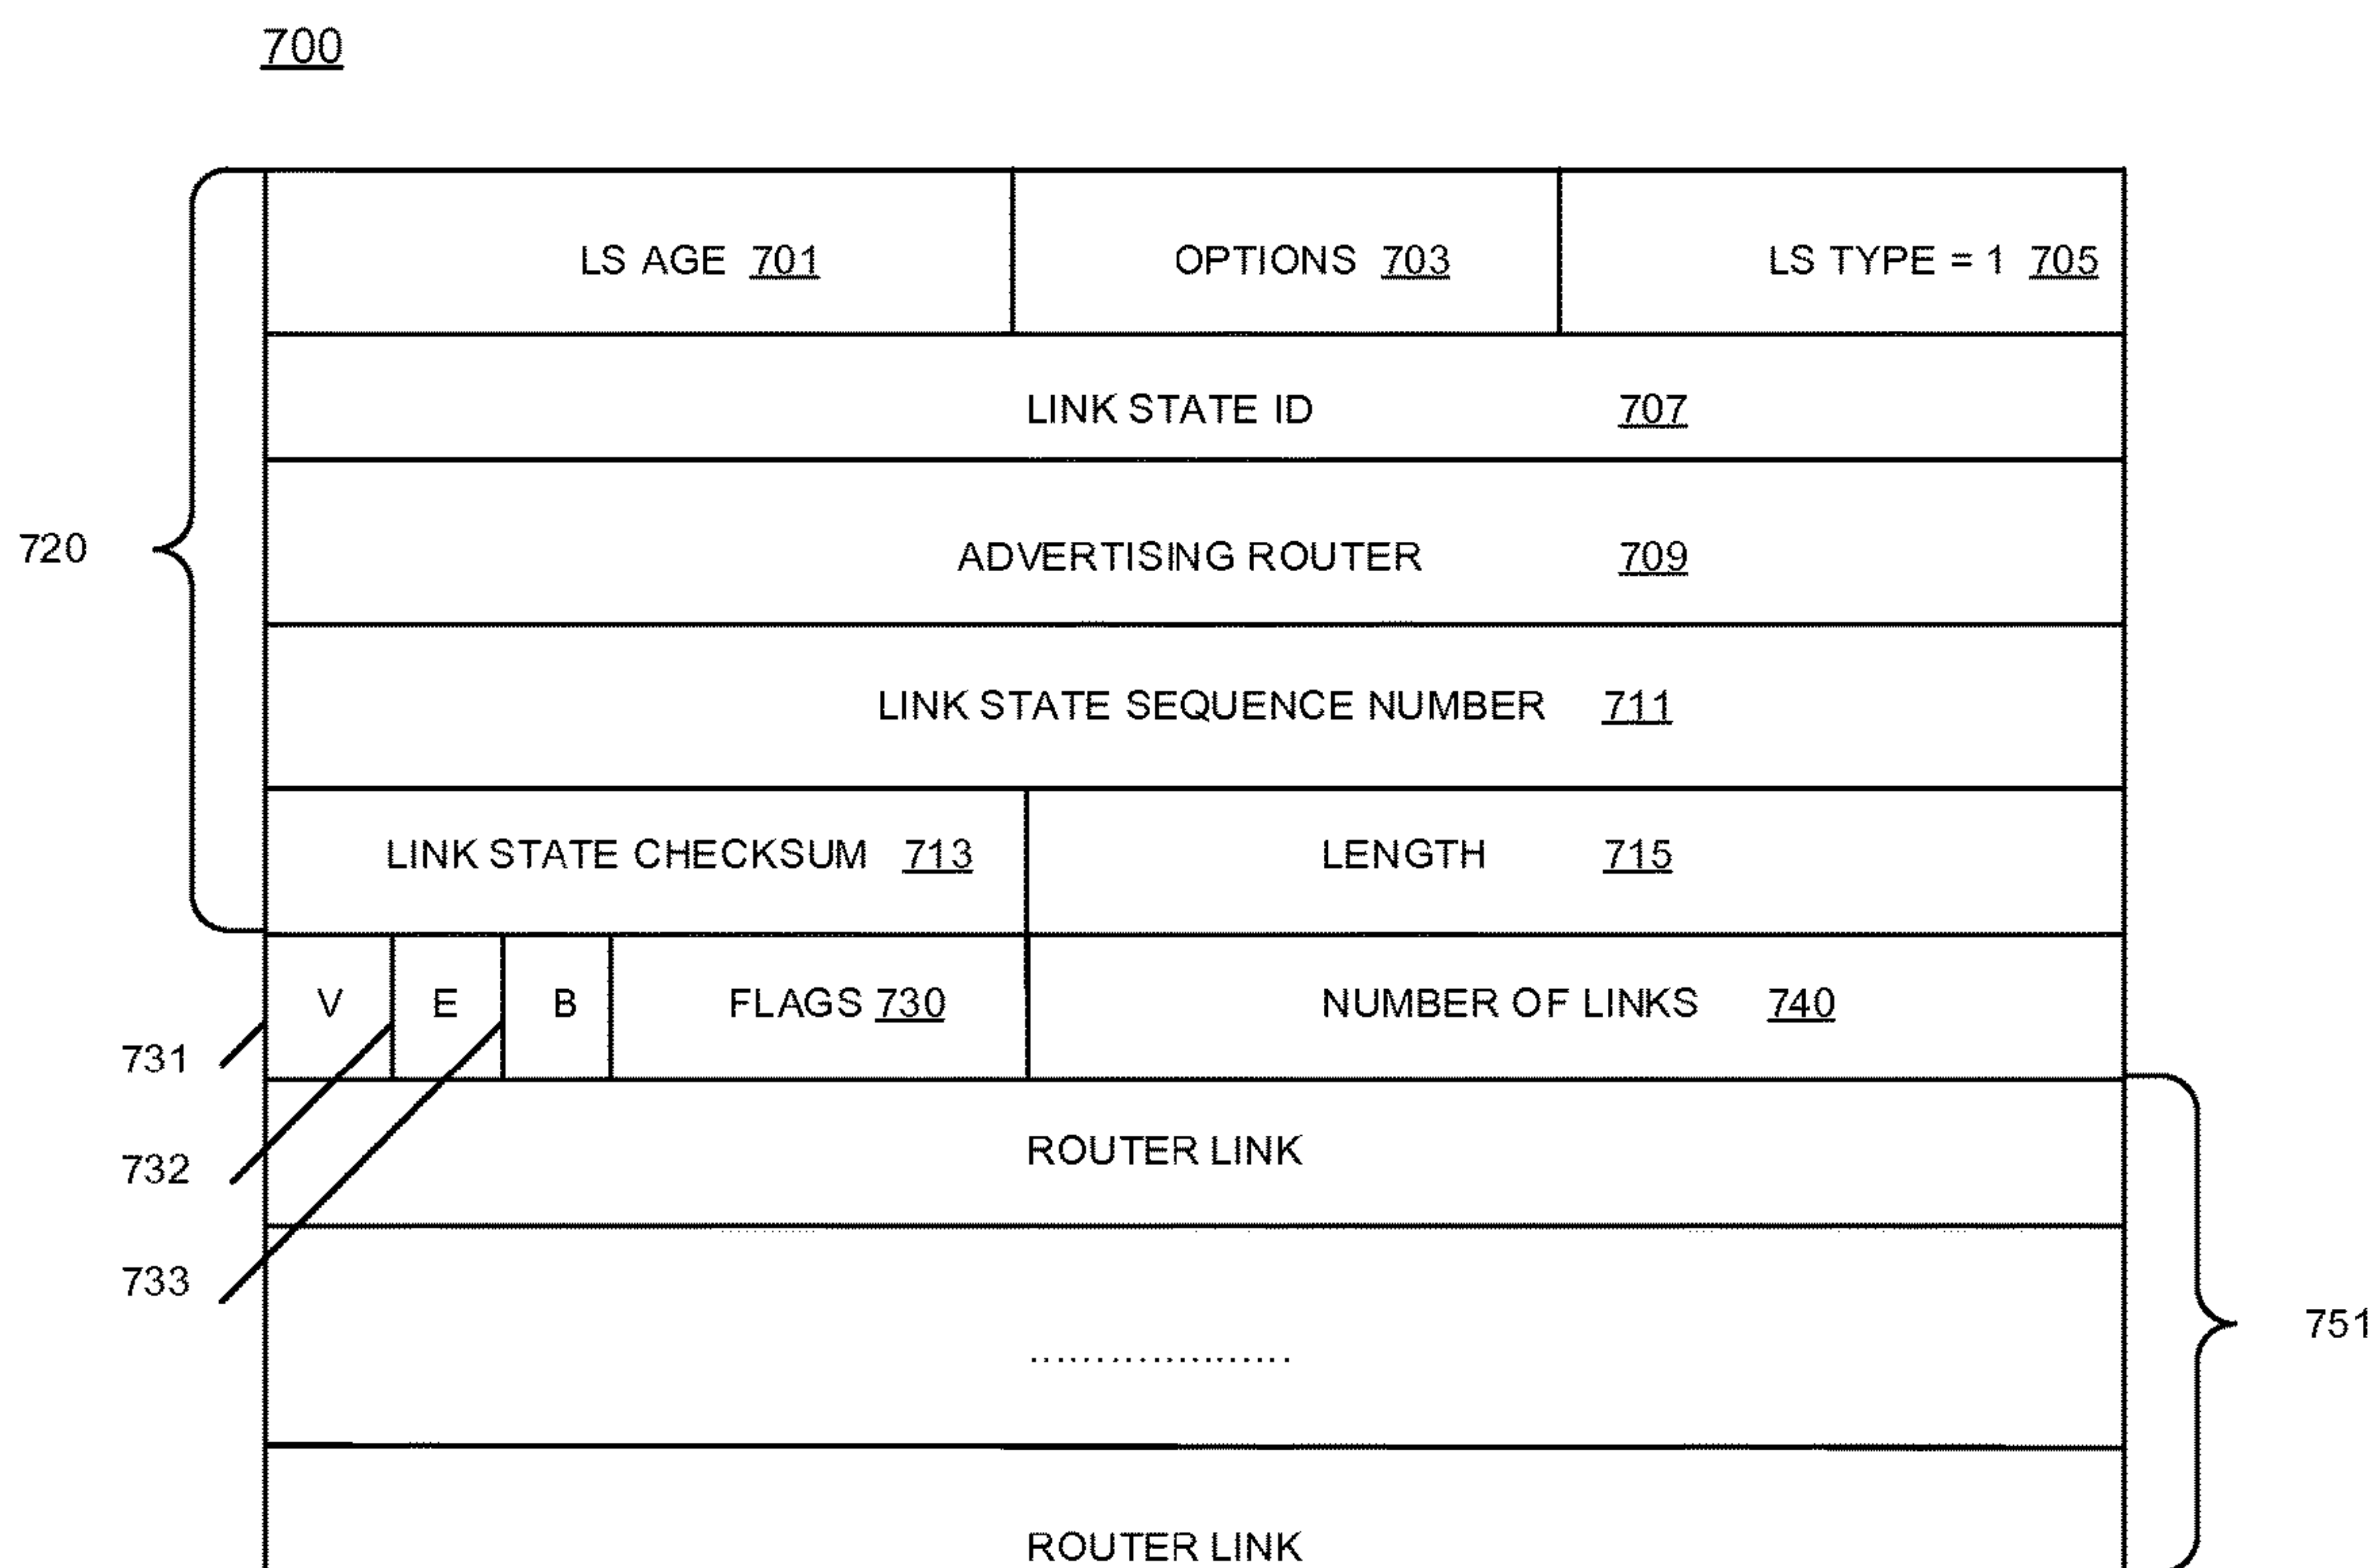 700
LS AGE 701 OPTIONS 703 LS TYPE = 1 705
LINK STATE ID 707
720
ADVERTISING ROUTER 709
LINK STATE SEQUENCE NUMBER 711
LINK STATE CHECKSUM 713 LENGTH 715
V E B FLAGS 730 NUMBER OF LINKS 740
731
ROUTER LINK
732
733
751
...................
ROUTER LINK